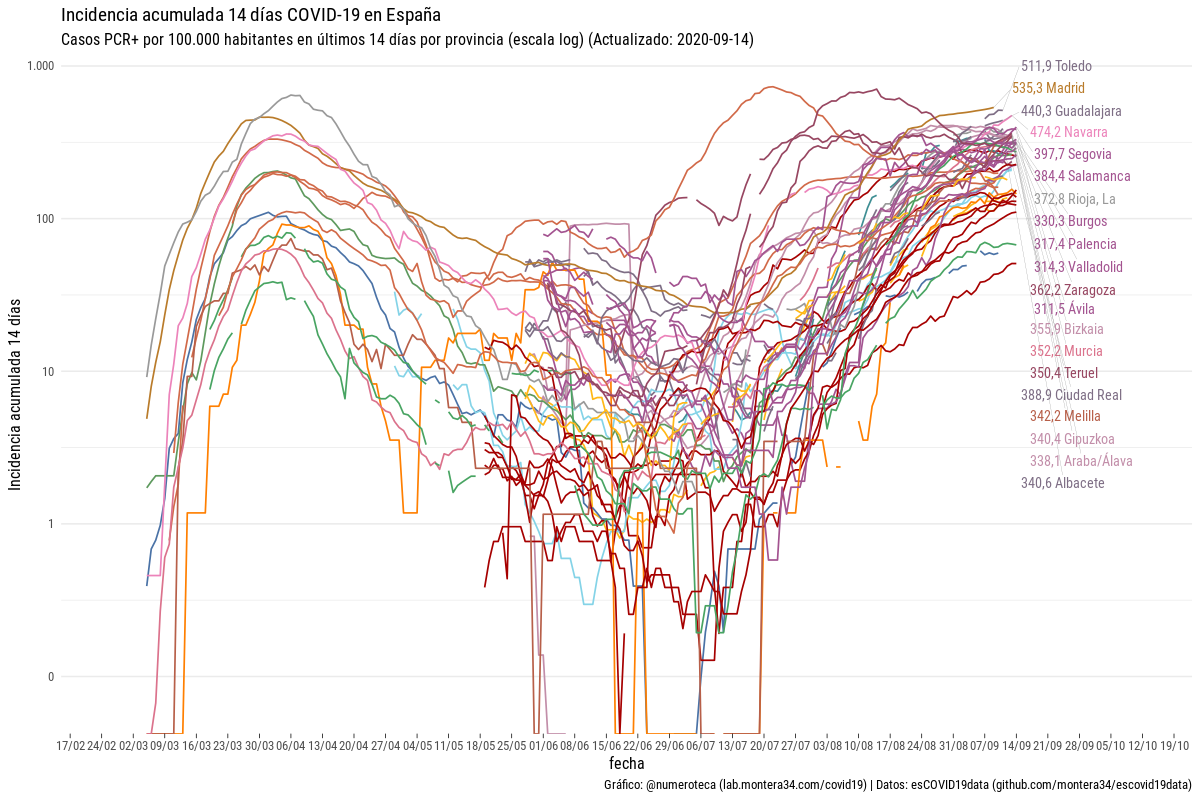 Incidencia acumulada 14 días COVID-19 en España
Casos PCR+ por 100.000 habitantes en últimos 14 días por provincia (escala log) (Actualizado: 2020-09-14)
Incidencia acumulada 14 días
1.000
100
10
1
0
511,9 Toledo
535,3 Madrid
440,3 Guadalajara
474,2 Navarra
397,7 Segovia
384,4 Salamanca
372,8 Rioja, La
330,3 Burgos
317,4 Palencia
314,3 Valladolid
362,2 Zaragoza
311,5 Ávila
355,9 Bizkaia
352,2 Murcia
350,4 Teruel
388,9 Ciudad Real
342,2 Melilla
340,4 Gipuzkoa
338,1 Araba/Álava
340,6 Albacete
17/02 24/02 02/03 09/03 16/03 23/03 30/03 06/04 13/04 20/04 27/04 04/05 11/05 18/05 25/05 01/06 08/06 15/06 22/06 29/06 06/07 13/07 20/07 27/07 03/08 10/08 17/08 24/08 31/08 07/09 14/09 21/09 28/09 05/10 12/10 19/10
fecha
Gráfico: @numeroteca (lab.montera34.com/covid19) | Datos: esCOVID19data (github.com/montera34/escovid19data)